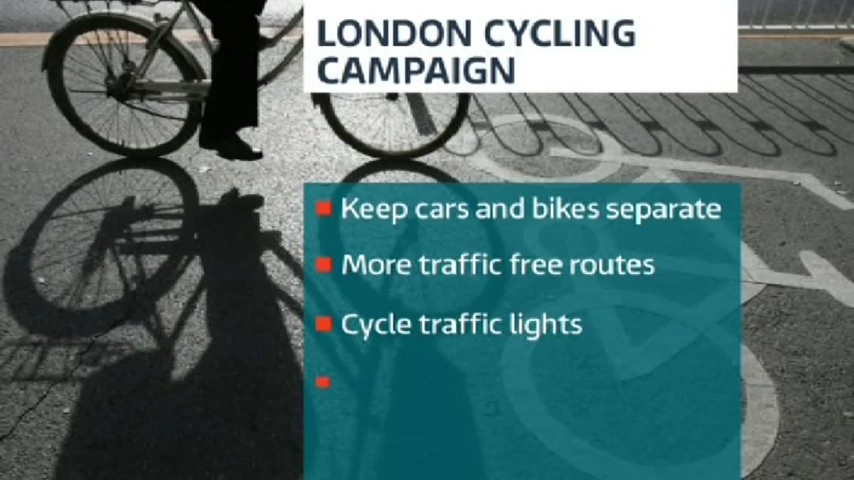 LONDON CYCLING
CAMPAIGN
Keep cars and bikes separate
More traffic free routes
Cycle traffic lights